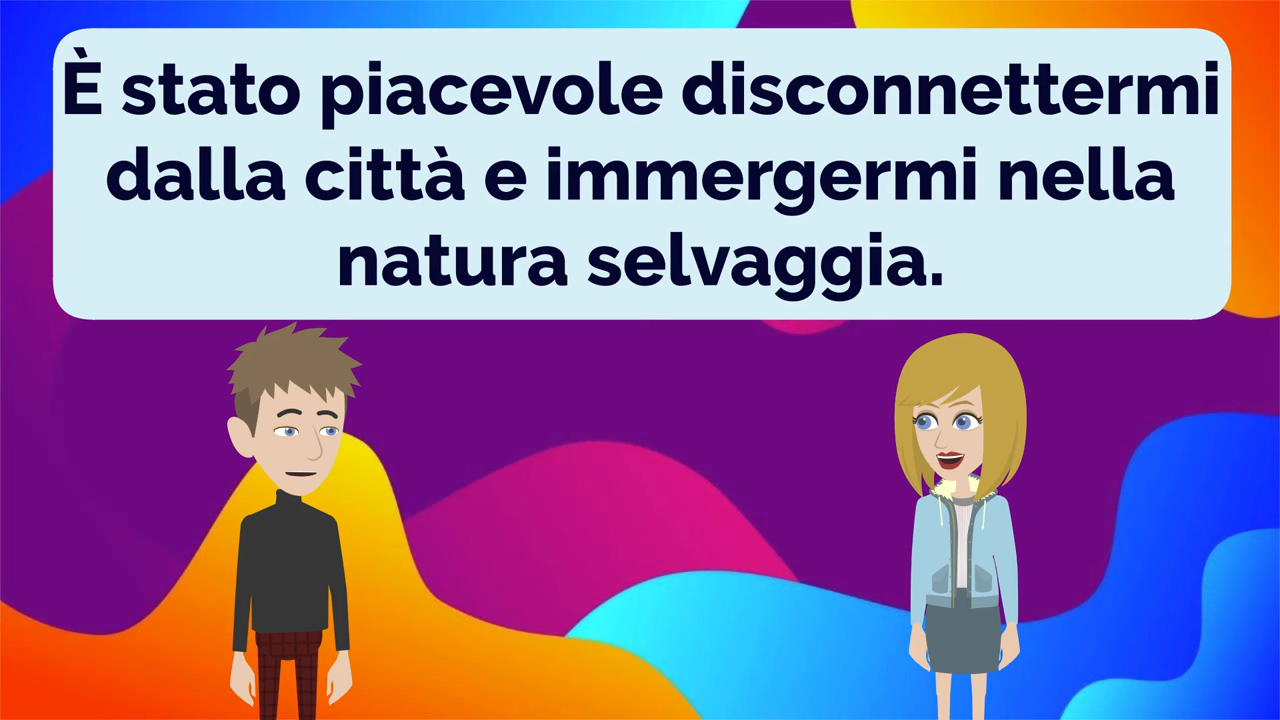 È stato piacevole disconnettermi
dalla città e immergermi nella
natura selvaggia.